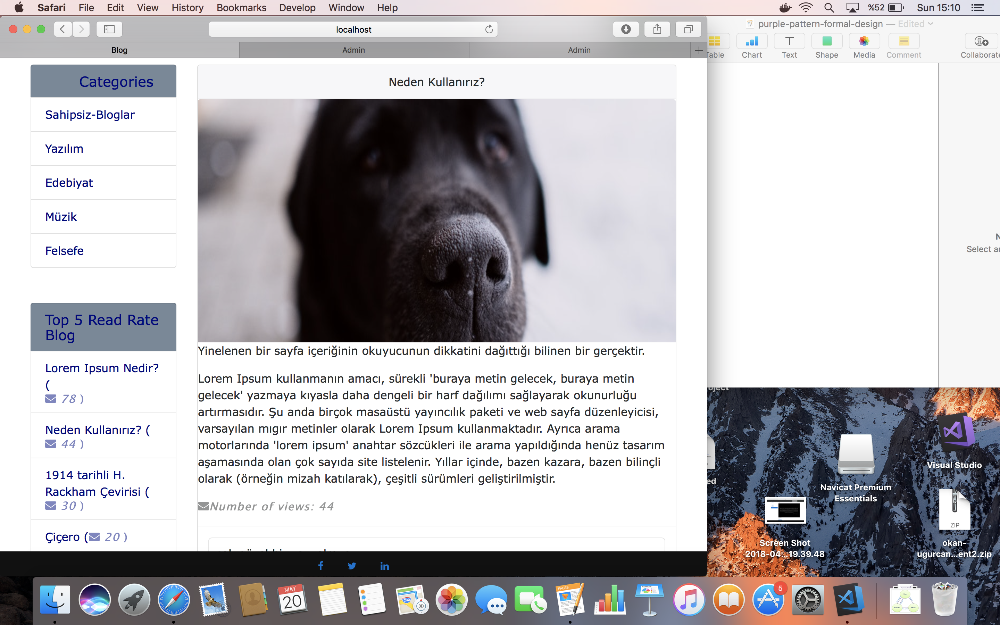 Safari File Edit View History Bookmarks Develop Window Help %52 Sun 15:10
localhost
Blog Admin Admin
purple-pattern-formal-design — Edited
Table Chart Text Shape Media Comment Collaborate
Select
Categories
Sahipsiz-Bloglar
Yazılım
Edebiyat
Müzik
Felsefe
Top 5 Read Rate
Blog
Lorem Ipsum Nedir?
(
78 )
Neden Kullanırız? (
44 )
1914 tarihli H.
Rackham Çevirisi (
30 )
Çiçero ( 20 )
Neden Kullanırız?
Yinelenen bir sayfa içeriğinin okuyucunun dikkatini dağıttığı bilinen bir gerçektir.
Lorem Ipsum kullanmanın amacı, sürekli 'buraya metin gelecek, buraya metin
gelecek' yazmaya kıyasla daha dengeli bir harf dağılımı sağlayarak okunurluğu
artırmasıdır. Şu anda birçok masaüstü yayıncılık paketi ve web sayfa düzenleyicisi,
varsayılan mıgır metinler olarak Lorem Ipsum kullanmaktadır. Ayrıca arama
motorlarında 'lorem ipsum' anahtar sözcükleri ile arama yapıldığında henüz tasarım
aşamasında olan çok sayıda site listelenir. Yıllar içinde, bazen kazara, bazen bilinçli
olarak (örneğin mizah katılarak), çeşitli sürümleri geliştirilmiştir.
Number of views: 44
Visual Studio
Navicat Premium
Essentials
Screen Shot
2018-04...19.39.48
ZIP
okan-
ugurcan...ent2.zip
MAY
20
280
3D
PAGES
KEYNOTE
5